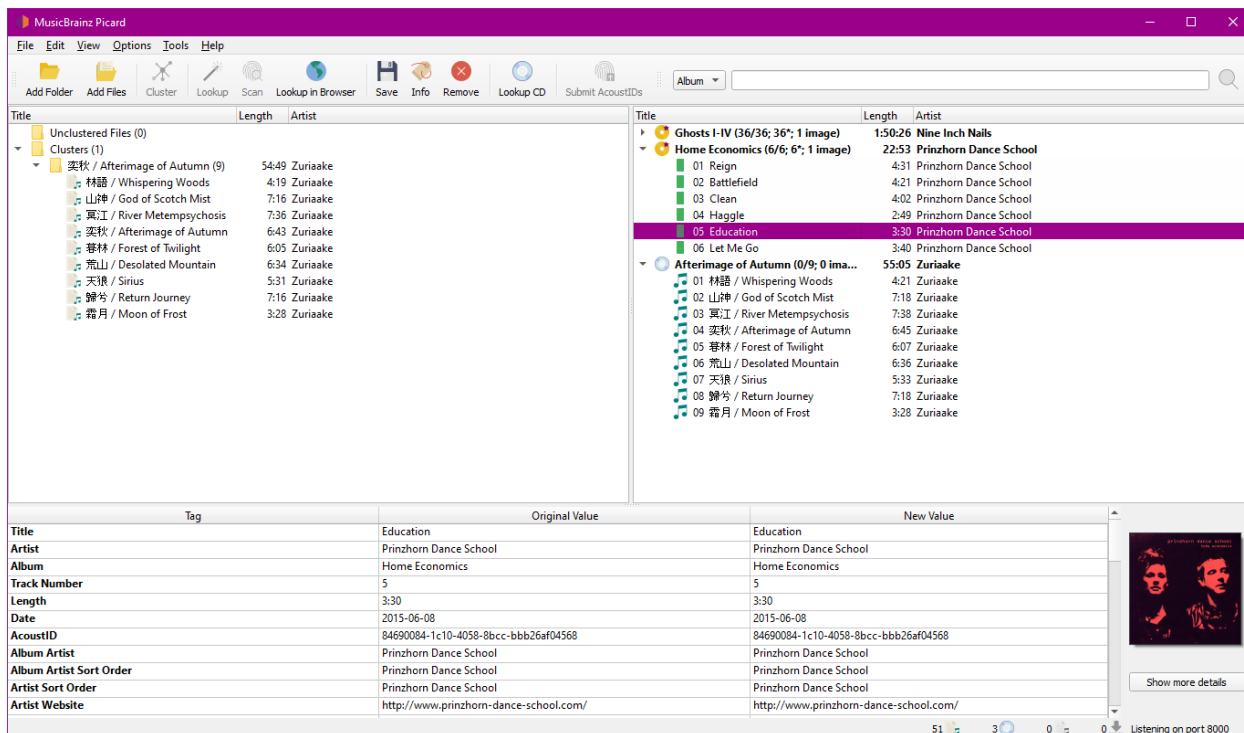 MusicBrainz Picard
File Edit View Options Tools Help
Add Folder Add Files Cluster Lookup Scan Lookup in Browser Save Info Remove Lookup CD Submit AcoustIDs Album
Title Length Artist
Unclustered Files (0)
Clusters (1)
奕秋 / Afterimage of Autumn (9) 54:49 Zuriaake
林語 / Whispering Woods 4:19 Zuriaake
山神 / God of Scotch Mist 7:16 Zuriaake
冥江 / River Metempsychosis 7:36 Zuriaake
奕秋 / Afterimage of Autumn 6:43 Zuriaake
暮林 / Forest of Twilight 6:05 Zuriaake
荒山 / Desolated Mountain 6:34 Zuriaake
天狼 / Sirius 5:31 Zuriaake
歸兮 / Return Journey 7:16 Zuriaake
霜月 / Moon of Frost 3:28 Zuriaake
Title Length Artist
Ghosts I-IV (36/36; 36*; 1 image) 1:50:26 Nine Inch Nails
Home Economics (6/6; 6*; 1 image) 22:53 Prinzhorn Dance School
01 Reign 4:31 Prinzhorn Dance School
02 Battlefield 4:21 Prinzhorn Dance School
03 Clean 4:02 Prinzhorn Dance School
04 Haggle 2:49 Prinzhorn Dance School
05 Education 3:30 Prinzhorn Dance School
06 Let Me Go 3:40 Prinzhorn Dance School
Afterimage of Autumn (0/9; 0 ima... 55:05 Zuriaake
01 林語 / Whispering Woods 4:21 Zuriaake
02 山神 / God of Scotch Mist 7:18 Zuriaake
03 冥江 / River Metempsychosis 7:38 Zuriaake
04 奕秋 / Afterimage of Autumn 6:45 Zuriaake
05 暮林 / Forest of Twilight 6:07 Zuriaake
06 荒山 / Desolated Mountain 6:36 Zuriaake
07 天狼 / Sirius 5:33 Zuriaake
08 歸兮 / Return Journey 7:18 Zuriaake
09 霜月 / Moon of Frost 3:28 Zuriaake
Tag Original Value New Value
Title Education Education
Artist Prinzhorn Dance School Prinzhorn Dance School
Album Home Economics Home Economics
Track Number 5 5
Length 3:30 3:30
Date 2015-06-08 2015-06-08
AcoustID 84690084-1c10-4058-8bcc-bbb26af04568 84690084-1c10-4058-8bcc-bbb26af04568
Album Artist Prinzhorn Dance School Prinzhorn Dance School
Album Artist Sort Order Prinzhorn Dance School Prinzhorn Dance School
Artist Sort Order Prinzhorn Dance School Prinzhorn Dance School
Artist Website http://www.prinzhorn-dance-school.com/ http://www.prinzhorn-dance-school.com/
prinzhorn dance school
home economics
Show more details
51 3 0 0 Listening on port 8000